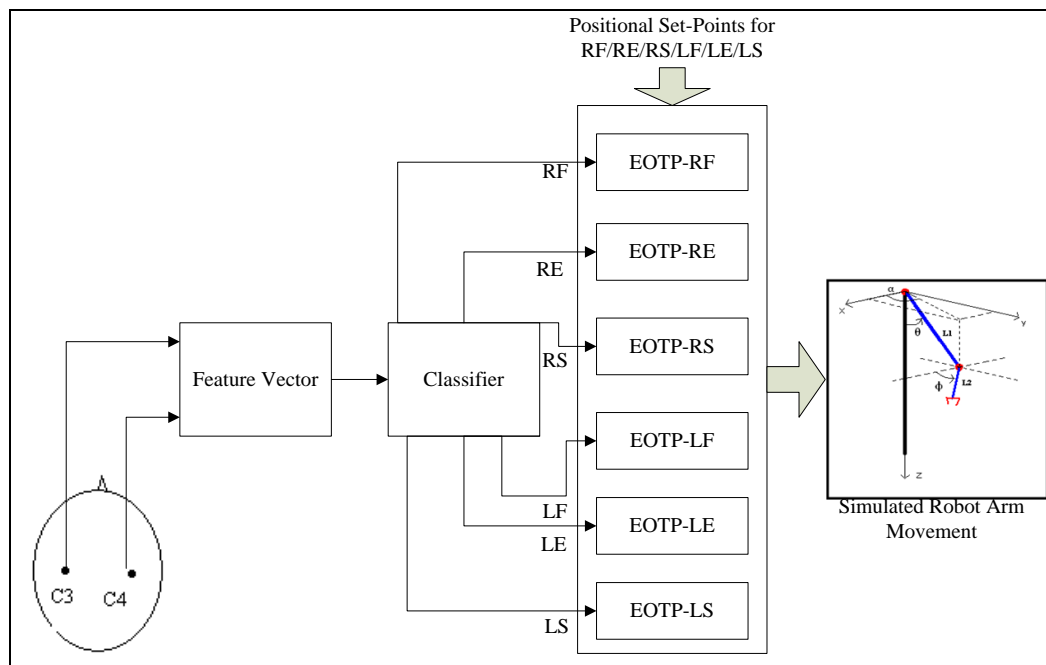 Positional Set-Points for
RF/RE/RS/LF/LE/LS
EOTP-RF
RF
EOTP-RE
RE
EOTP-RS
RS
Feature Vector
Classifier
EOTP-LF
LF
EOTP-LE
LE
EOTP-LS
LS
C3
C4
α
x
y
θ
L1
ϕ
L2
z
Simulated Robot Arm
Movement